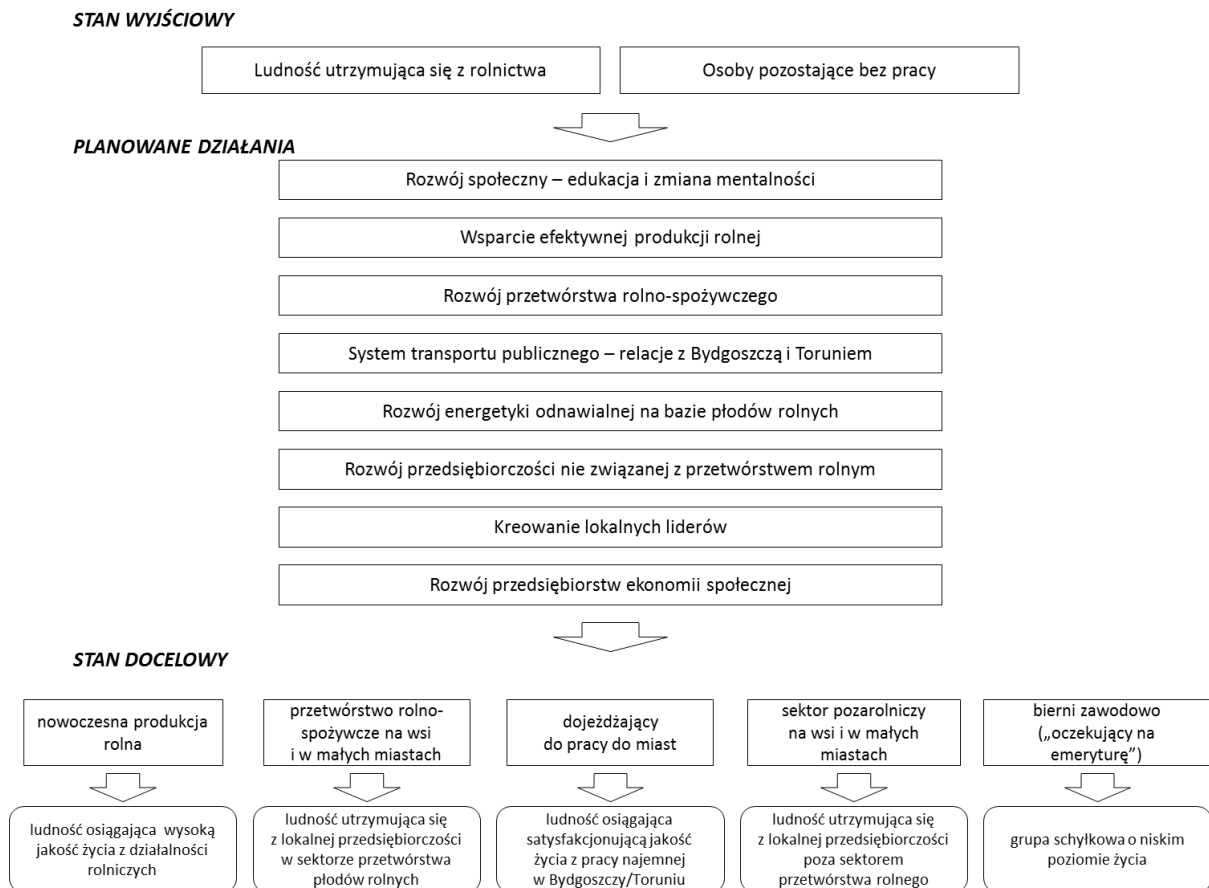 STAN WYJŚCIOWY
Ludność utrzymująca się z rolnictwa
Osoby pozostające bez pracy
PLANOWANE DZIAŁANIA
Rozwój społeczny – edukacja i zmiana mentalności
Wsparcie efektywnej produkcji rolnej
Rozwój przetwórstwa rolno-spożywczego
System transportu publicznego – relacje z Bydgoszczą i Toruniem
Rozwój energetyki odnawialnej na bazie płodów rolnych
Rozwój przedsiębiorczości nie związanej z przetwórstwem rolnym
Kreowanie lokalnych liderów
Rozwój przedsiębiorstw ekonomii społecznej
STAN DOCELOWY
nowoczesna produkcja
rolna
przetwórstwo rolno-
spożywcze na wsi
i w małych miastach
dojeżdżający
do pracy do miast
sektor pozarolniczy
na wsi i w małych
miastach
bierni zawodowo
(„oczekujący na
emeryturę”)
ludność osiągająca wysoką
jakość życia z działalności
rolniczych
ludność utrzymująca się
z lokalnej przedsiębiorczości
w sektorze przetwórstwa
płodów rolnych
ludność osiągająca
satysfakcjonującą jakość
życia z pracy najemnej
w Bydgoszczy/Toruniu
ludność utrzymująca się
z lokalnej przedsiębiorczości
poza sektorem
przetwórstwa rolnego
grupa schyłkowa o niskim
poziomie życia